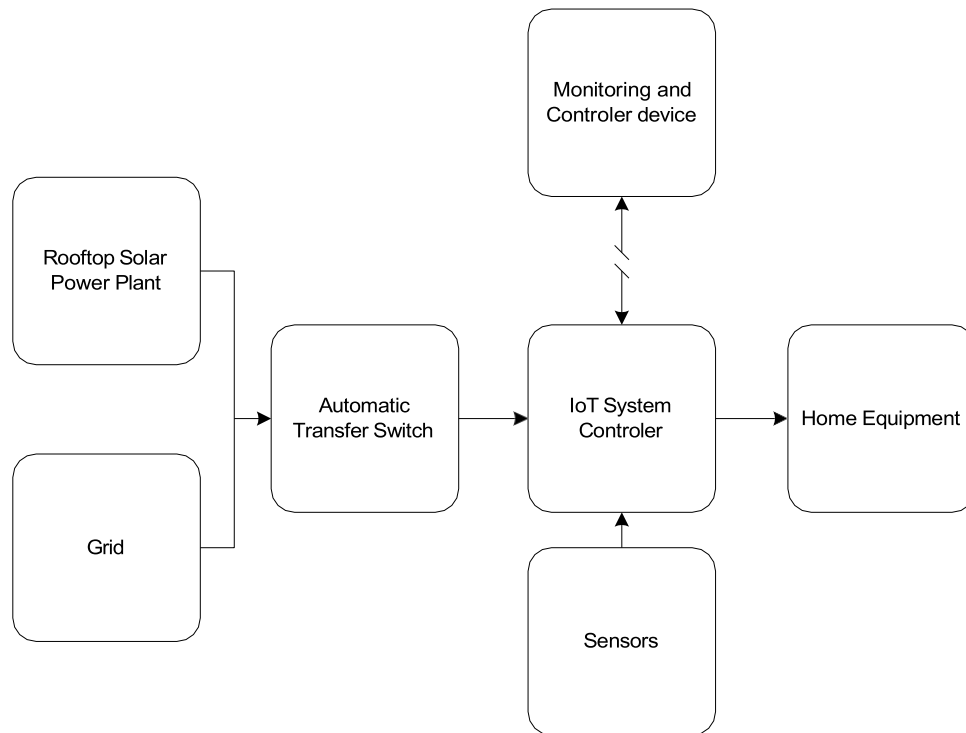 Monitoring and
Controler device
Rooftop Solar
Power Plant
Automatic
Transfer Switch
IoT System
Controler
Home Equipment
Grid
Sensors